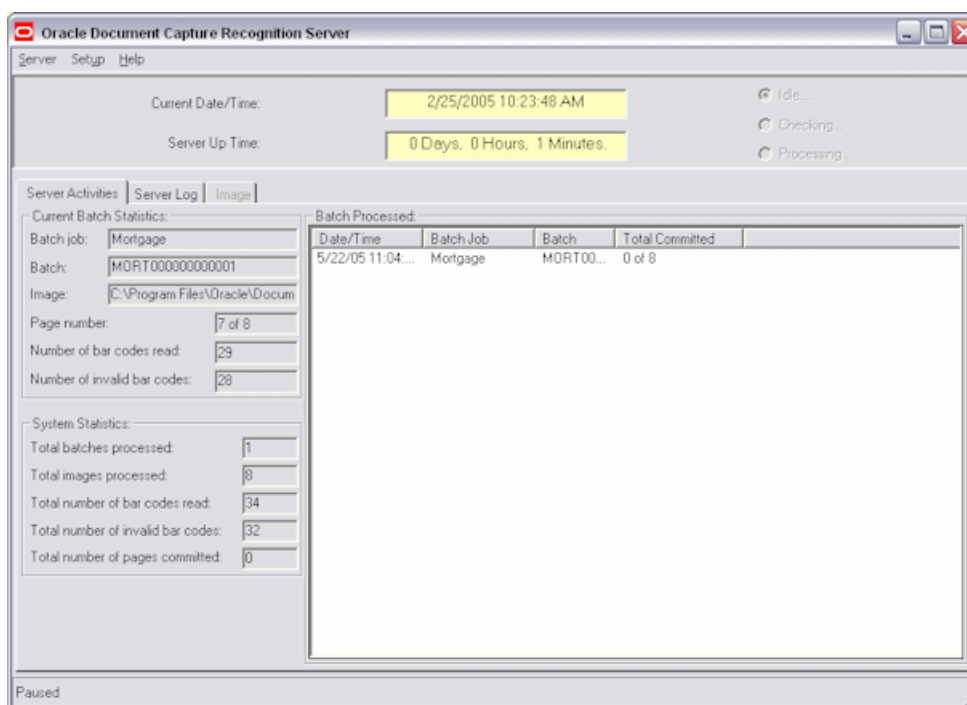 Oracle Document Capture Recognition Server
Server Setup Help
Current Date/Time: 2/25/2005 10:23:48 AM
Server Up Time: 0 Days, 0 Hours, 1 Minutes.
Idle...
Checking...
Processing...
Server Activities Server Log Image
Current Batch Statistics:
Batch job: Mortgage
Batch: MORT000000000001
Image: C:\Program Files\Oracle\Docum
Page number: 7 of 8
Number of bar codes read: 29
Number of invalid bar codes: 28
System Statistics:
Total batches processed: 1
Total images processed: 8
Total number of bar codes read: 34
Total number of invalid bar codes: 32
Total number of pages committed: 0
Batch Processed:
Date/Time Batch Job Batch Total Committed
5/22/05 11:04:... Mortgage MORT00... 0 of 8
Paused